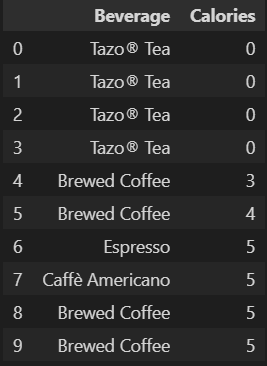 Beverage Calories
0 Tazo® Tea 0
1 Tazo® Tea 0
2 Tazo® Tea 0
3 Tazo® Tea 0
4 Brewed Coffee 3
5 Brewed Coffee 4
6 Espresso 5
7 Caffè Americano 5
8 Brewed Coffee 5
9 Brewed Coffee 5